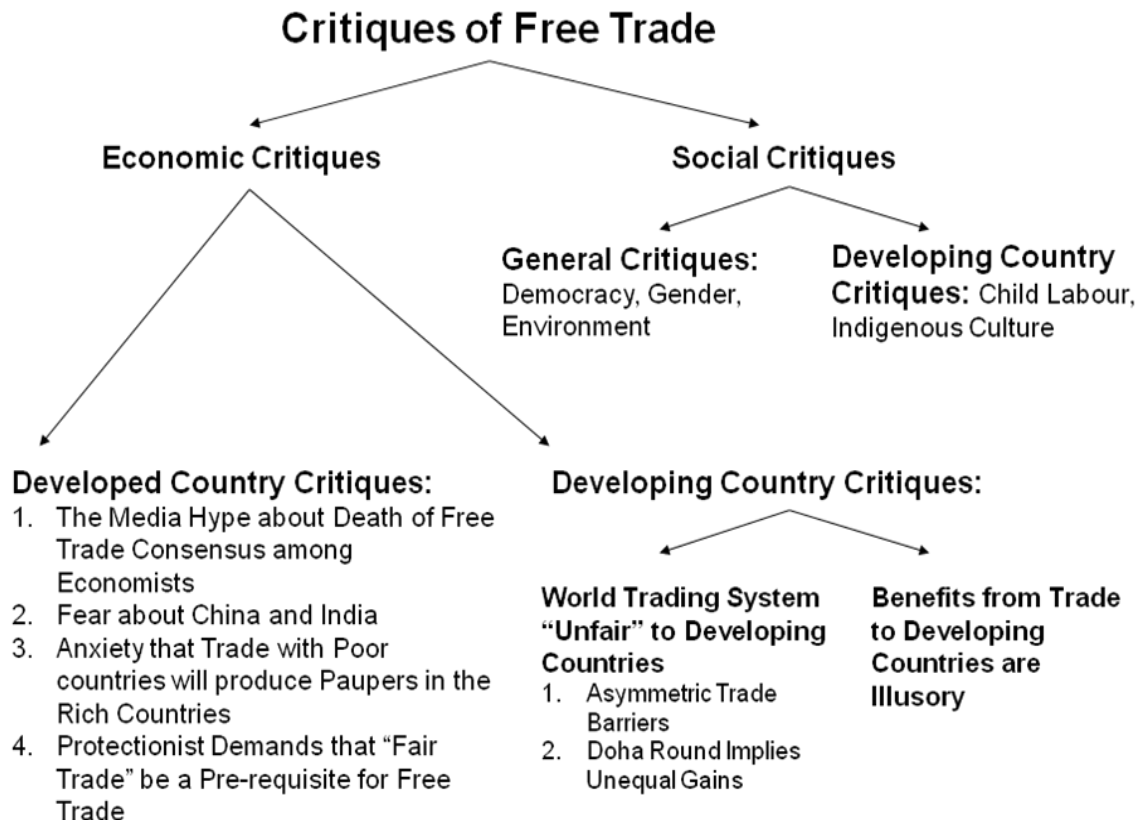 Critiques of Free Trade
Economic Critiques
Social Critiques
General Critiques:
Democracy, Gender,
Environment
Developing Country
Critiques: Child Labour,
Indigenous Culture
Developed Country Critiques:
1. The Media Hype about Death of Free
Trade Consensus among
Economists
2. Fear about China and India
3. Anxiety that Trade with Poor
countries will produce Paupers in the
Rich Countries
4. Protectionist Demands that “Fair
Trade” be a Pre-requisite for Free
Trade
Developing Country Critiques:
World Trading System
“Unfair” to Developing
Countries
1. Asymmetric Trade
Barriers
2. Doha Round Implies
Unequal Gains
Benefits from Trade
to Developing
Countries are
Illusory